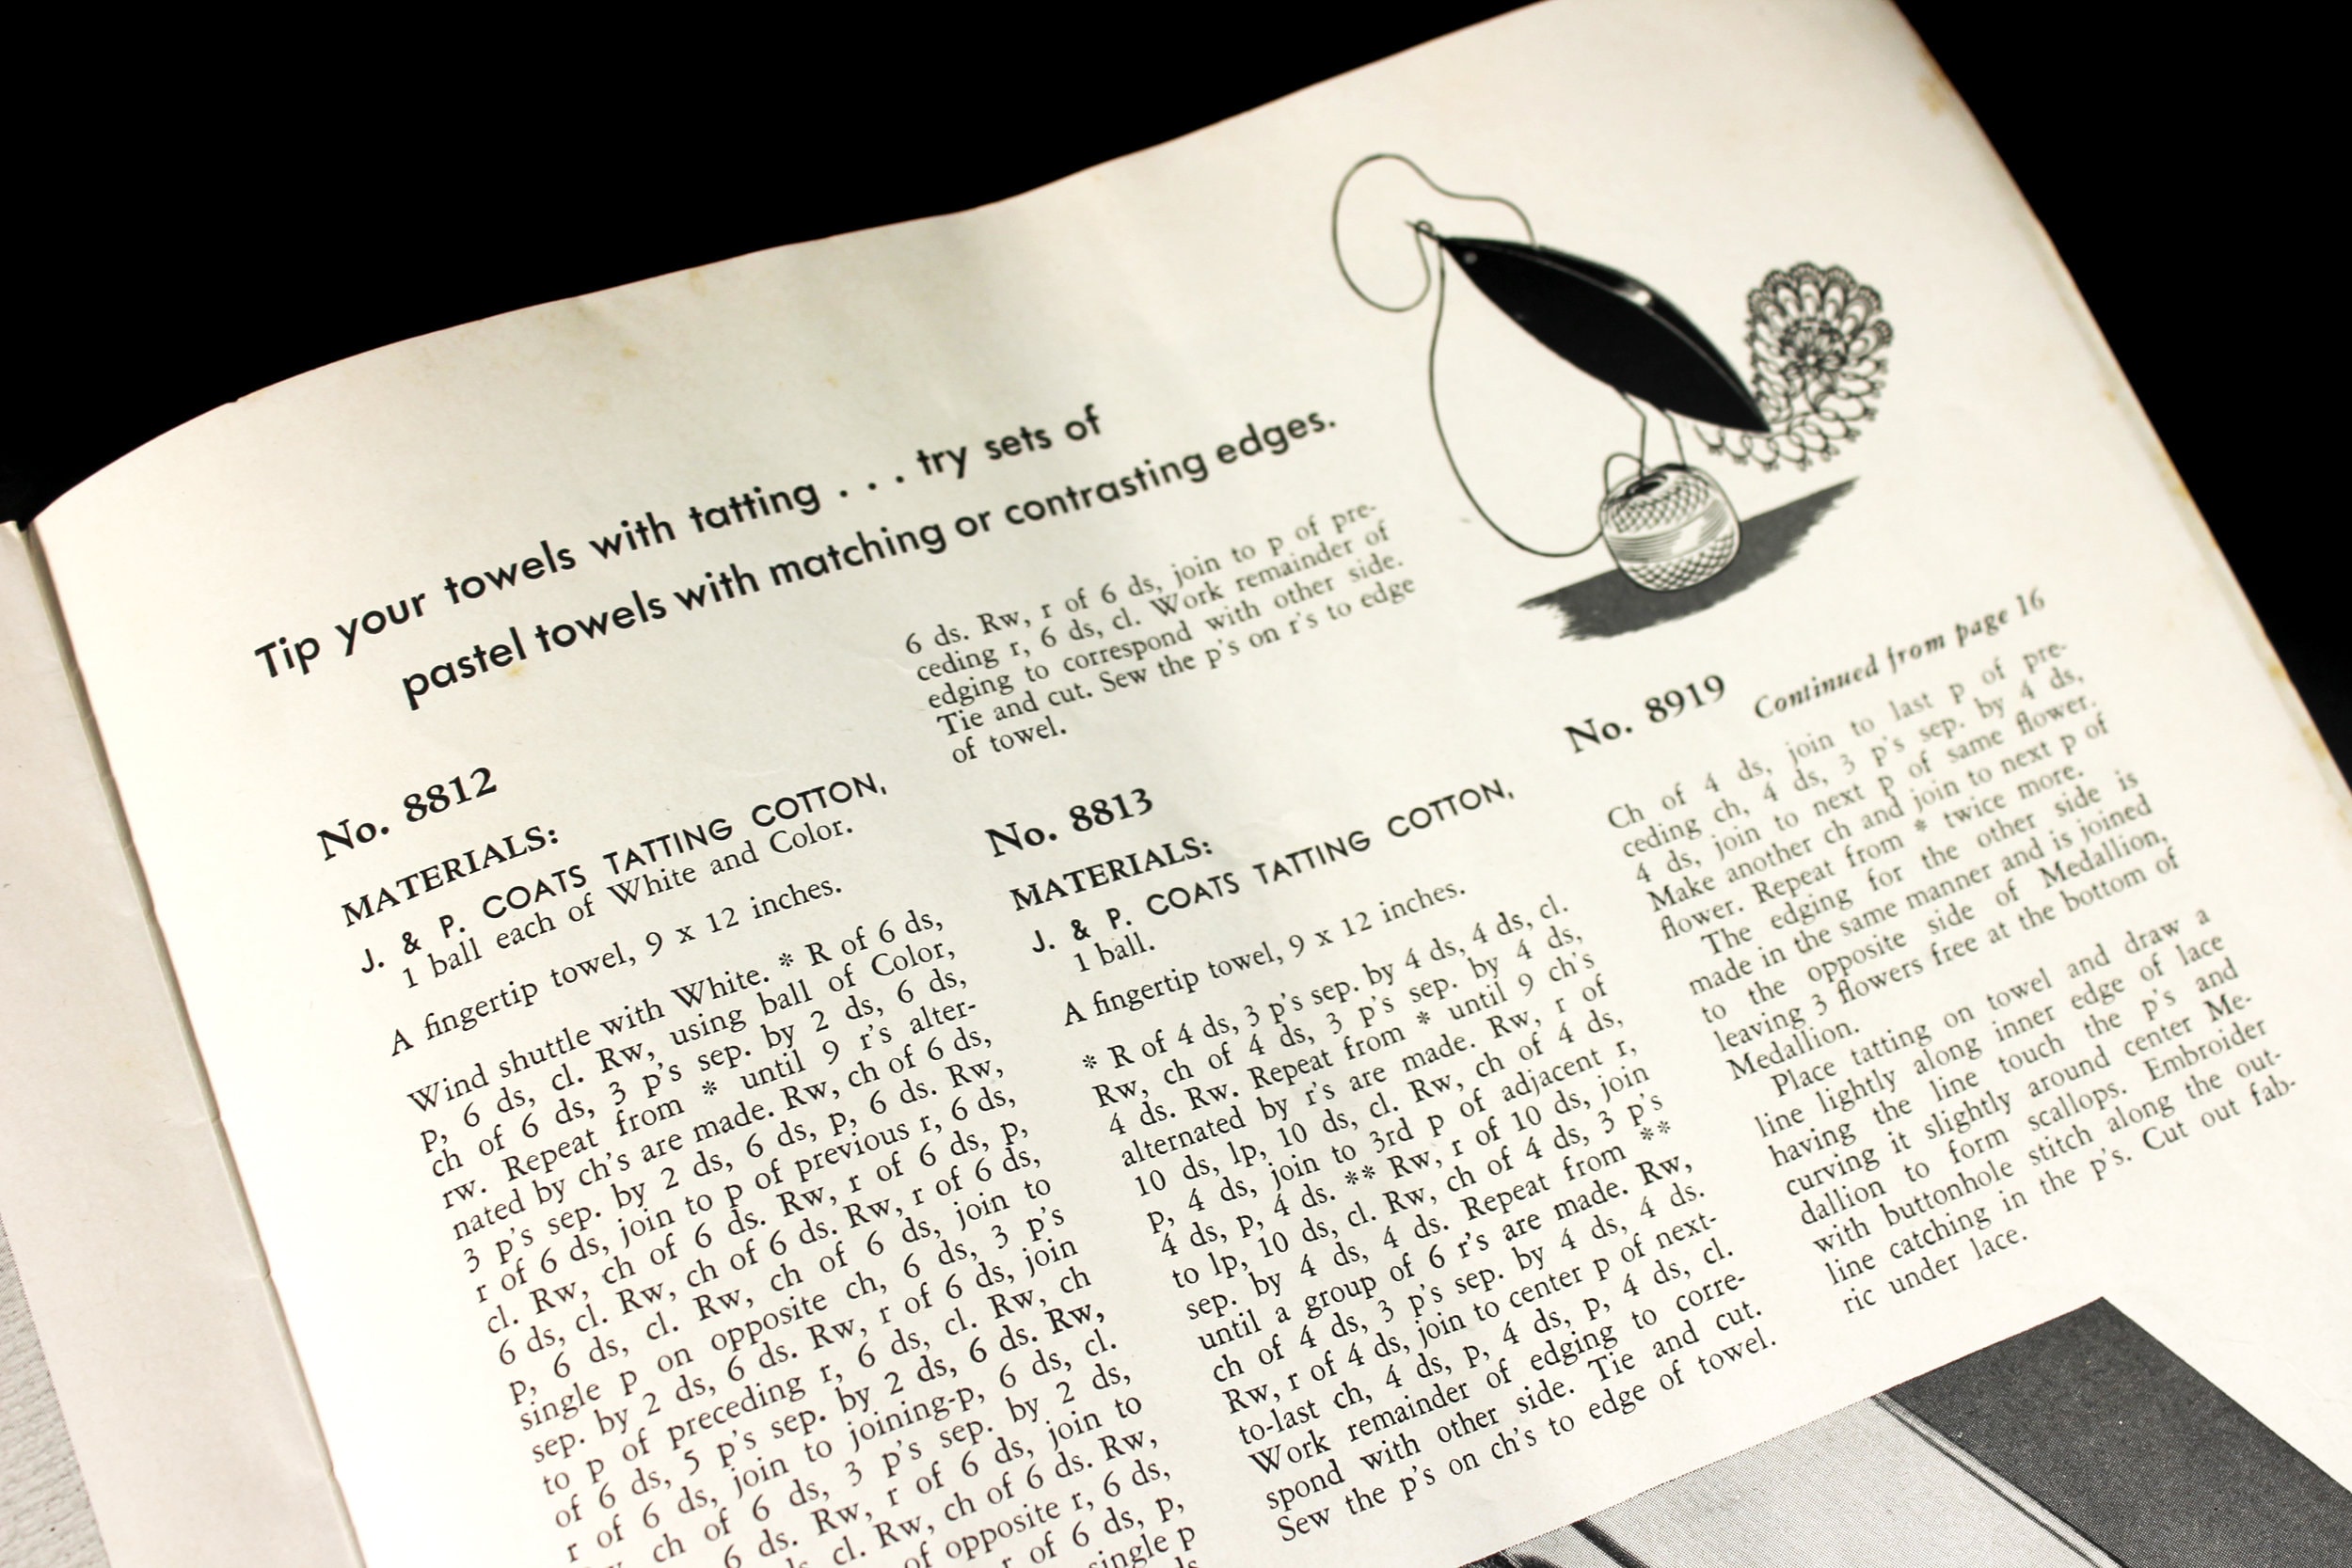 Tip your towels with tatting . . . try sets of
pastel towels with matching or contrasting edges.
No. 8812
MATERIALS:
J. & P. COATS TATTING COTTON,
1 ball each of White and Color.
A fingertip towel, 9 x 12 inches.
Wind shuttle with White. * R of 6 ds,
p, 6 ds, cl. Rw, using ball of Color,
ch of 6 ds, 3 p's sep. by 2 ds, 6 ds,
rw. Repeat from * until 9 r's alter-
nated by ch's are made. Rw, ch of 6 ds,
3 p's sep. by 2 ds, 6 ds, p, 6 ds. Rw,
r of 6 ds, join to p of previous r, 6 ds,
cl. Rw, ch of 6 ds. Rw, r of 6 ds, p,
6 ds, cl. Rw, ch of 6 ds. Rw, r of 6 ds,
p, 6 ds, cl. Rw, ch of 6 ds, join to
single p on opposite ch, 6 ds, 3 p's
sep. by 2 ds, 6 ds. Rw, r of 6 ds, join
to p of preceding r, 6 ds, cl. Rw, ch
of 6 ds, 5 p's sep. by 2 ds, 6 ds. Rw,
r of 6 ds, join to joining-p, 6 ds, cl.
ch of 6 ds, 3 p's sep. by 2 ds,
6 ds. Rw, r of 6 ds, join to
cl. Rw, ch of 6 ds. Rw,
of opposite r, 6 ds,
of 6 ds, p,
single p
6 ds. Rw, r of 6 ds, join to p of pre-
ceding r, 6 ds, cl. Work remainder of
edging to correspond with other side.
Tie and cut. Sew the p's on r's to edge
of towel.
No. 8813
MATERIALS:
J. & P. COATS TATTING COTTON,
1 ball.
A fingertip towel, 9 x 12 inches.
* R of 4 ds, 3 p's sep. by 4 ds, 4 ds, cl.
Rw, ch of 4 ds, 3 p's sep. by 4 ds,
4 ds. Rw. Repeat from * until 9 ch's
alternated by r's are made. Rw, r of
10 ds, lp, 10 ds, cl. Rw, ch of 4 ds,
p, 4 ds, join to 3rd p of adjacent r,
4 ds, p, 4 ds. ** Rw, r of 10 ds, join
to lp, 10 ds, cl. Rw, ch of 4 ds, 3 p's
sep. by 4 ds, 4 ds. Repeat from **
until a group of 6 r's are made. Rw,
ch of 4 ds, 3 p's sep. by 4 ds, 4 ds.
Rw, r of 4 ds, join to center p of next-
to-last ch, 4 ds, p, 4 ds, p, 4 ds, cl.
Work remainder of edging to corre-
spond with other side. Tie and cut.
Sew the p's on ch's to edge of towel.
No. 8919
Continued from page 16
Ch of 4 ds, join to last p of pre-
ceding ch, 4 ds, 3 p's sep. by 4 ds,
4 ds, join to next p of same flower.
Make another ch and join to next p of
flower. Repeat from * twice more.
The edging for the other side is
made in the same manner and is joined
to the opposite side of Medallion,
leaving 3 flowers free at the bottom of
Medallion.
Place tatting on towel and draw a
line lightly along inner edge of lace
having the line touch the p's and
curving it slightly around center Me-
dallion to form scallops. Embroider
with buttonhole stitch along the out-
line catching in the p's. Cut out fab-
ric under lace.